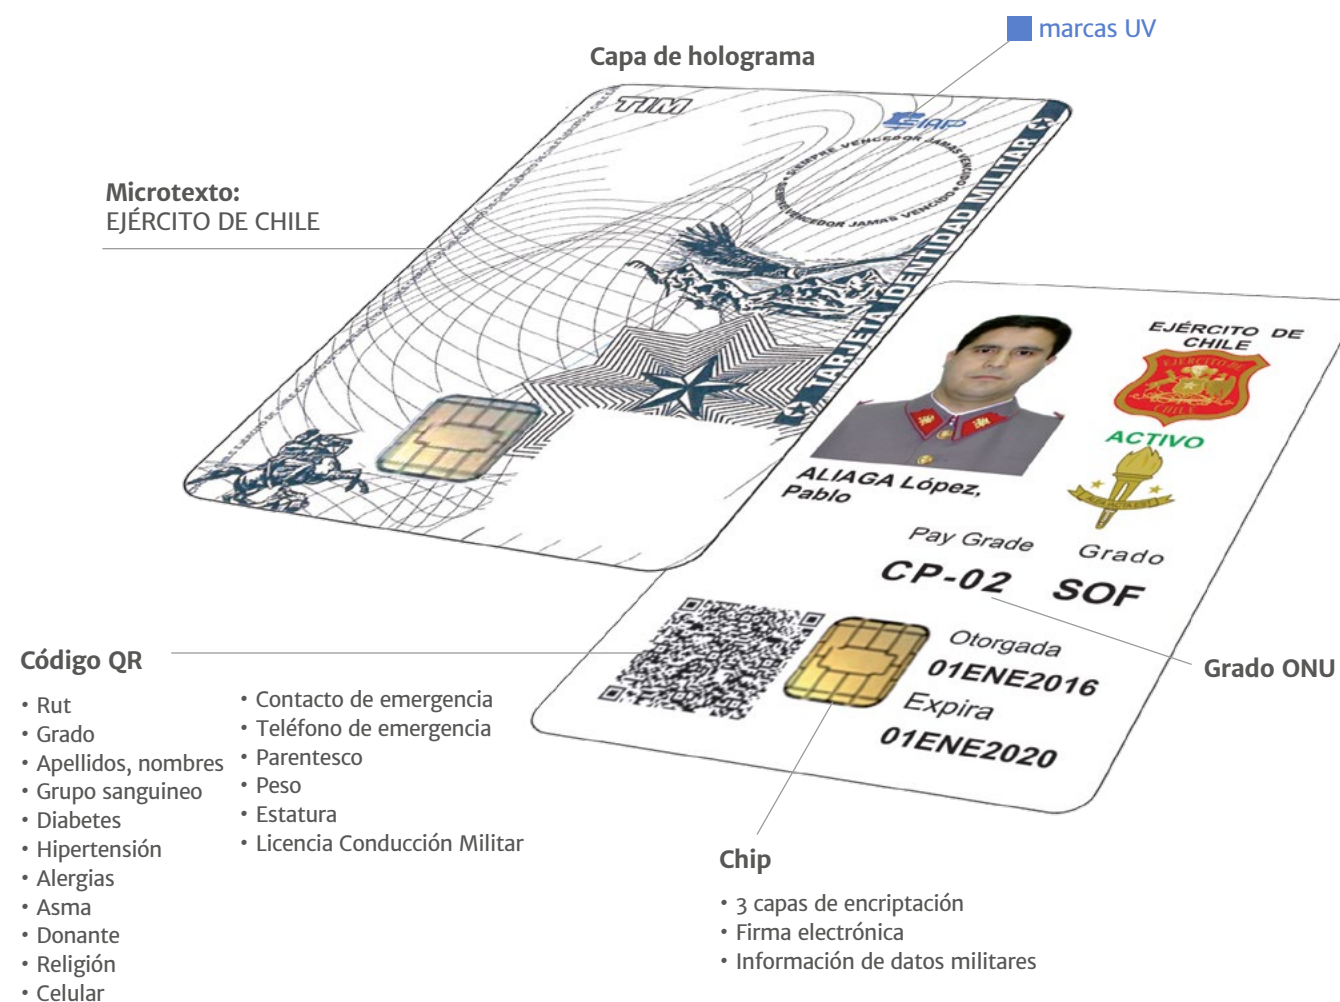 marcas UV
Capa de holograma
TIM
EIAP
SIEMPRE VENCEDOR JAMAS VENCIDO
SIEMPRE VENCEDOR JAMAS VENCIDO
TARJETA IDENTIDAD MILITAR
Microtexto:
EJÉRCITO DE CHILE
EJÉRCITO DE
CHILE
EJERCITO DE
CHILE
ACTIVO
ALIAGA López,
Pablo
Pay Grade
Grado
CP-02
SOF
Otorgada
01ENE2016
Expira
01ENE2020
Grado ONU
Código QR
• Rut
• Grado
• Apellidos, nombres
• Grupo sanguineo
• Diabetes
• Hipertensión
• Alergias
• Asma
• Donante
• Religión
• Celular
• Contacto de emergencia
• Teléfono de emergencia
• Parentesco
• Peso
• Estatura
• Licencia Conducción Militar
Chip
• 3 capas de encriptación
• Firma electrónica
• Información de datos militares